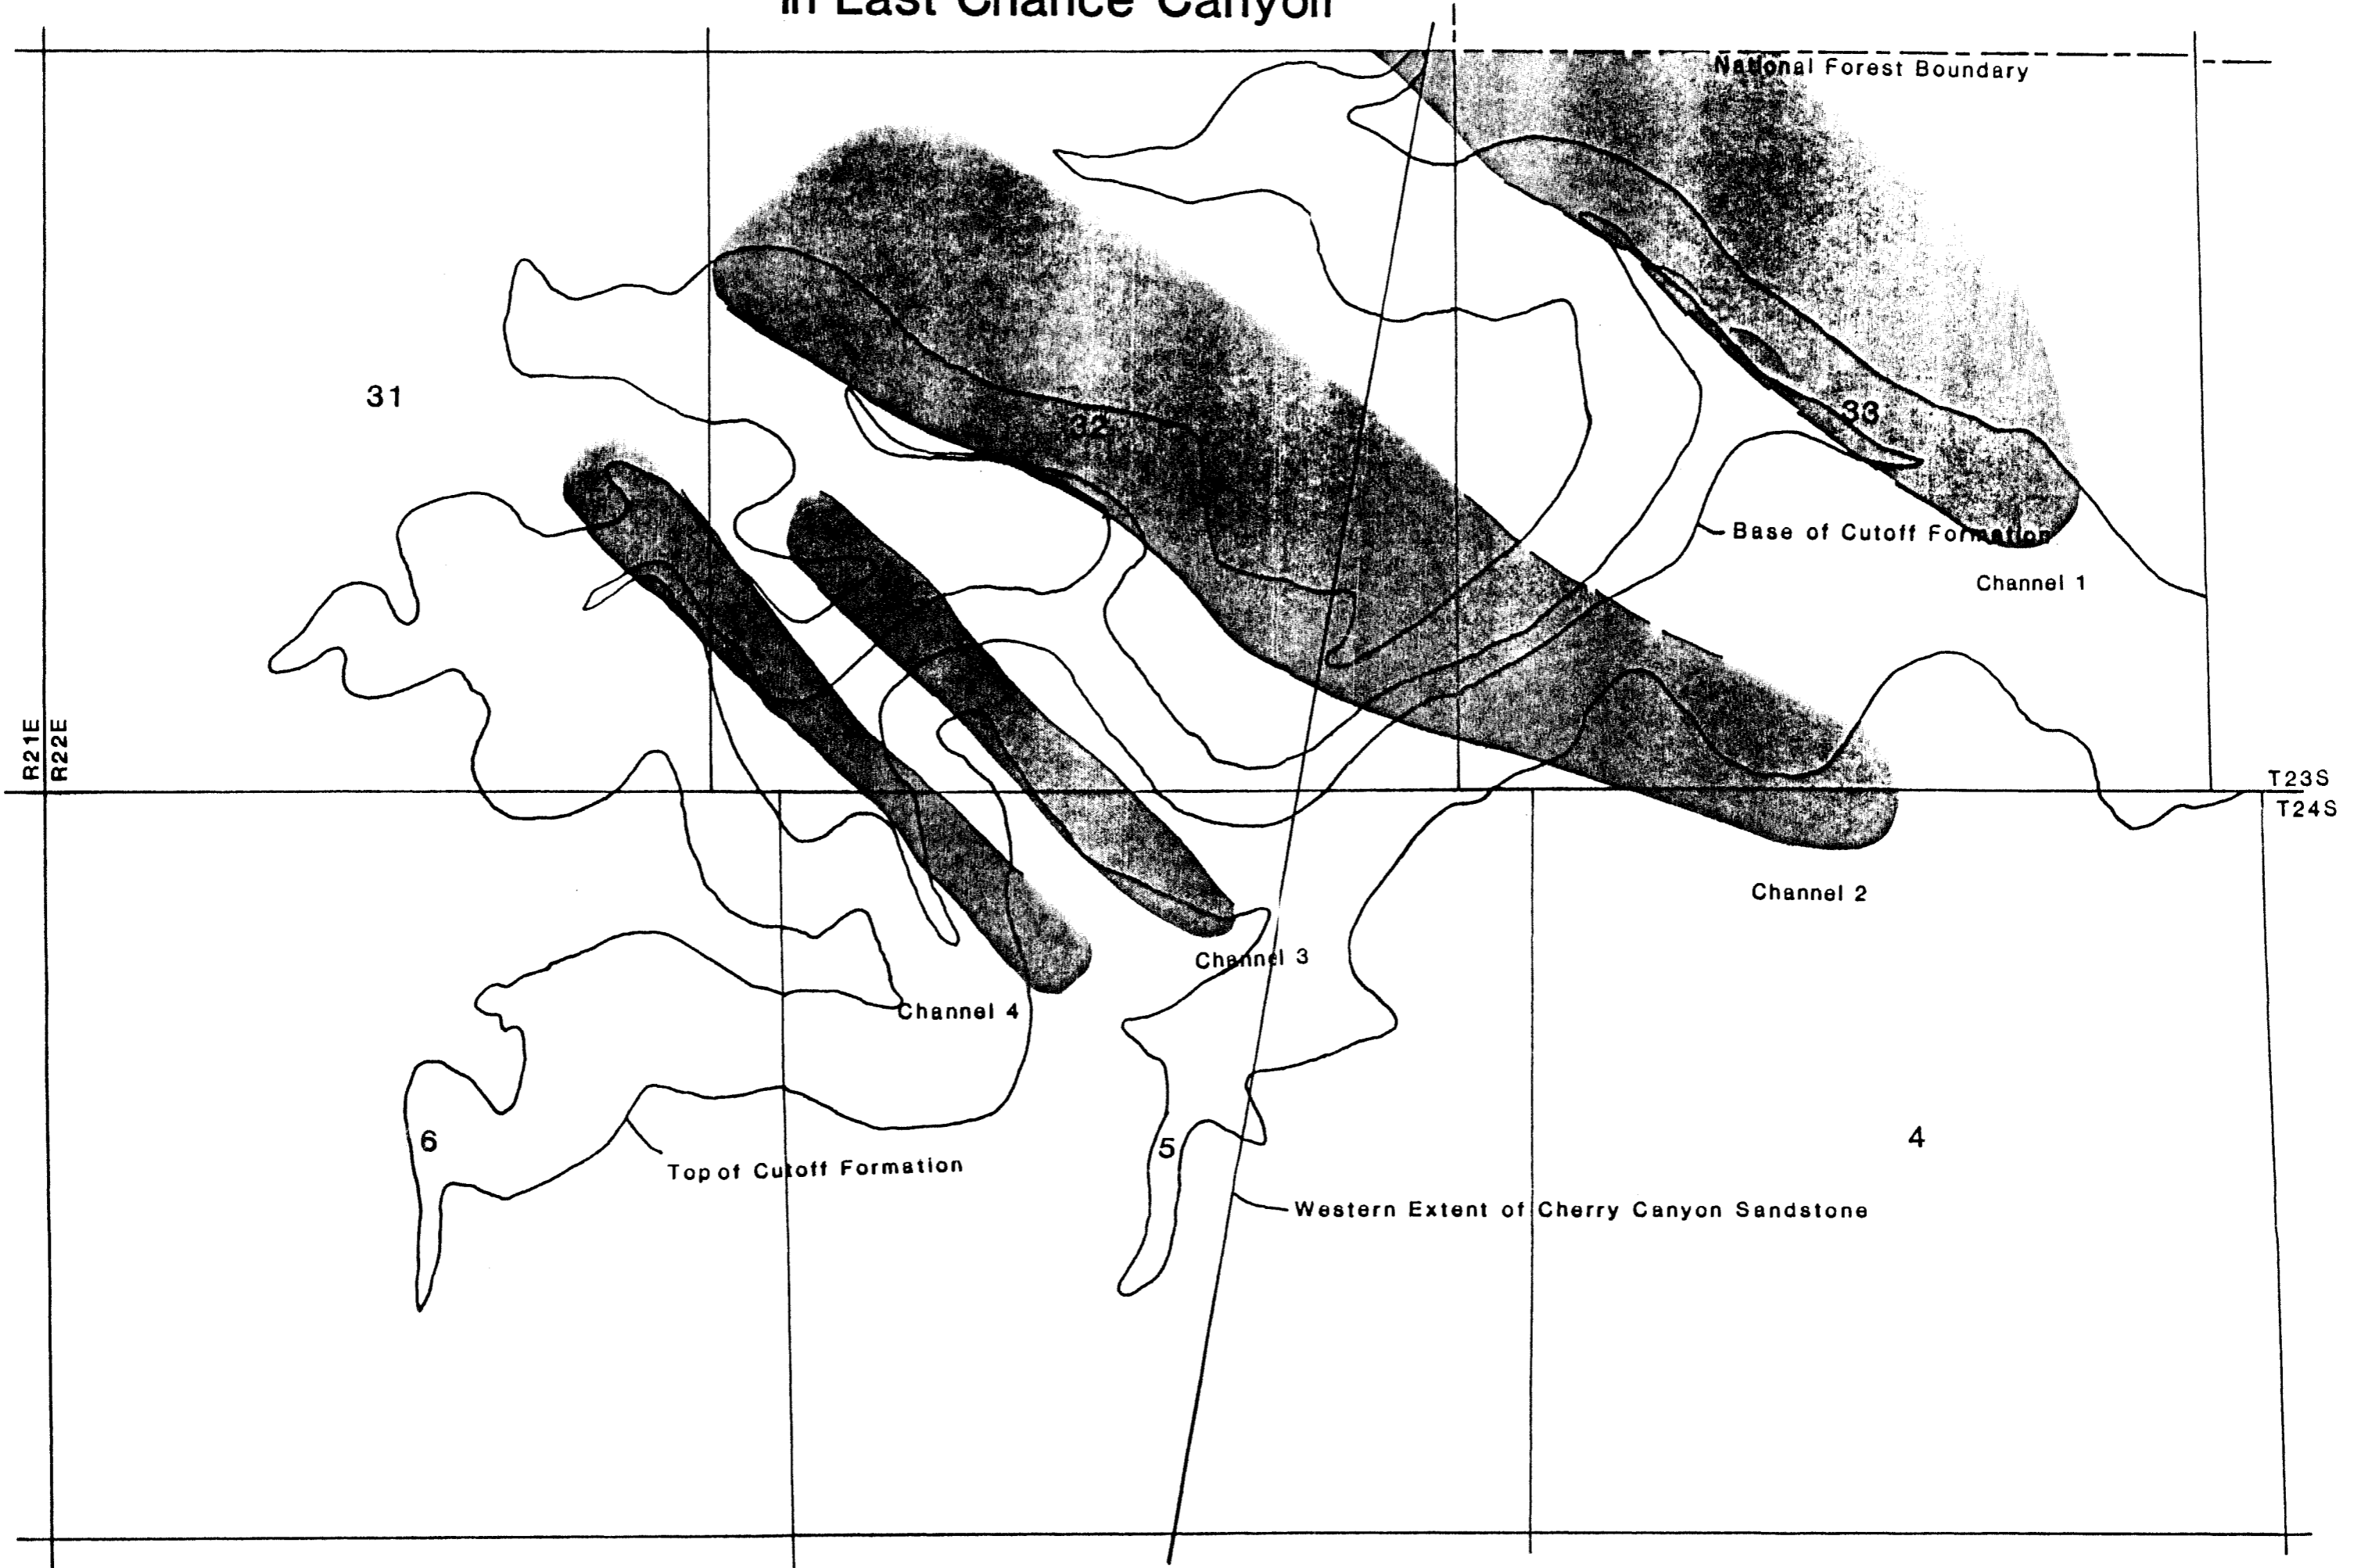 in Last Chance Canyon
National Forest Boundary
31
32
33
Base of Cutoff Formation
Channel 1
R21E
R22E
T23S
T24S
Channel 2
Channel 3
Channel 4
6
5
4
Top of Cutoff Formation
Western Extent of Cherry Canyon Sandstone